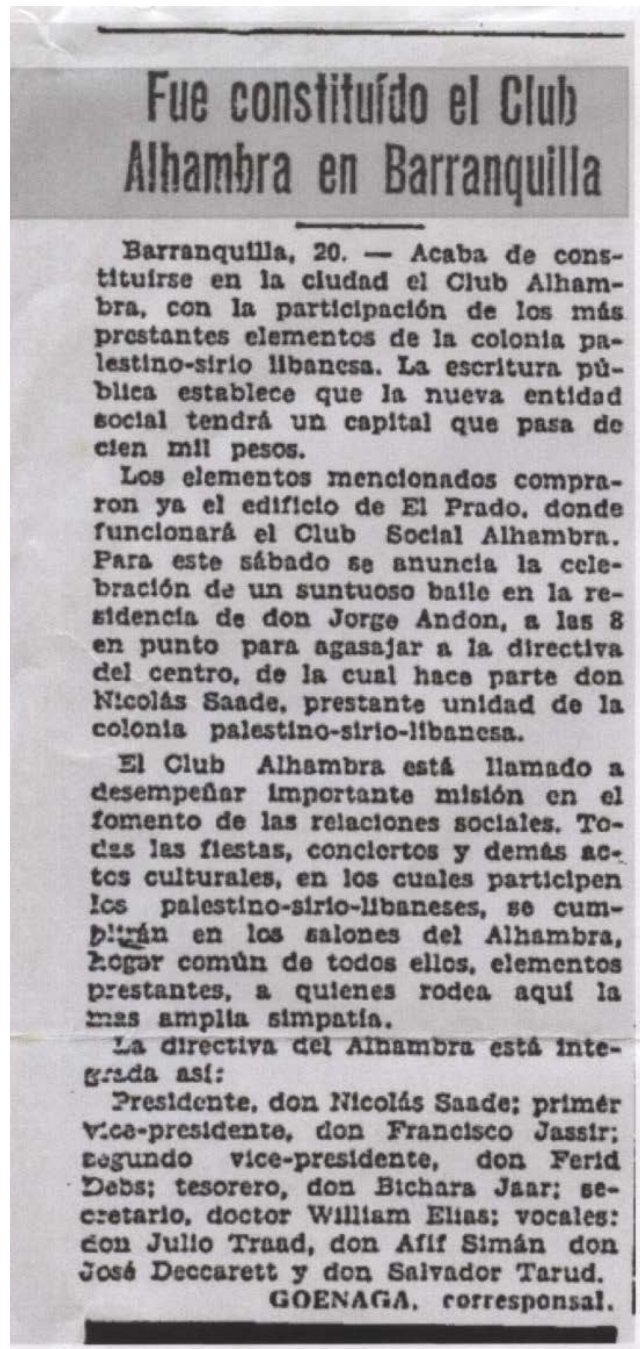 Fue constituído el Club
Alhambra en Barranquilla
Barranquilla, 20. — Acaba de cons-
tituirse en la ciudad el Club Alham-
bra, con la participación de los más
prestantes elementos de la colonia pa-
lestino-sirio libanesa. La escritura pú-
blica establece que la nueva entidad
social tendrá un capital que pasa de
cien mil pesos.
Los elementos mencionados compra-
ron ya el edificio de El Prado, donde
funcionará el Club Social Alhambra.
Para este sábado se anuncia la cele-
bración de un suntuoso baile en la re-
sidencia de don Jorge Andon, a las 8
en punto para agasajar a la directiva
del centro, de la cual hace parte don
Nicolás Saade, prestante unidad de la
colonia palestino-sirio-libanesa.
El Club Alhambra está llamado a
desempeñar importante misión en el
fomento de las relaciones sociales. To-
das las fiestas, conciertos y demás ac-
tos culturales, en los cuales participen
los palestino-sirio-libaneses, se cum-
plirán en los salones del Alhambra,
hogar común de todos ellos, elementos
prestantes, a quienes rodea aquí la
mas amplia simpatía.
La directiva del Alhambra está inte-
grada así:
Presidente, don Nicolás Saade; primer
vice-presidente, don Francisco Jassir;
segundo vice-presidente, don Ferid
Debs; tesorero, don Bichara Jaar; se-
cretario, doctor William Elias; vocales:
don Julio Traad, don Afif Simán don
José Deccarett y don Salvador Tarud.
GOENAGA, corresponsal.